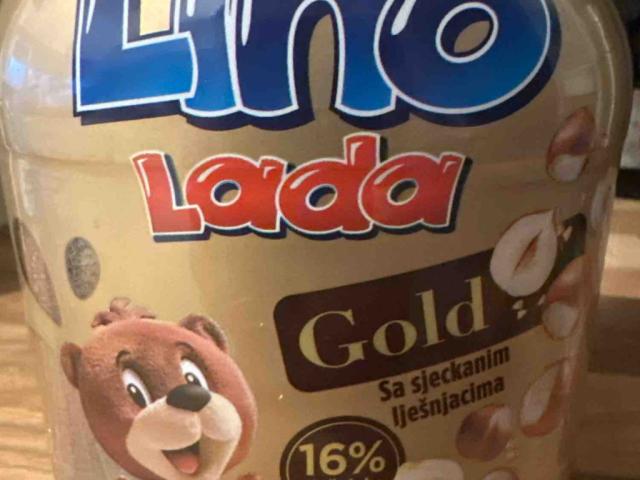 Lino
Lada
Gold
Sa sjeckanim
lješnjacima
16%